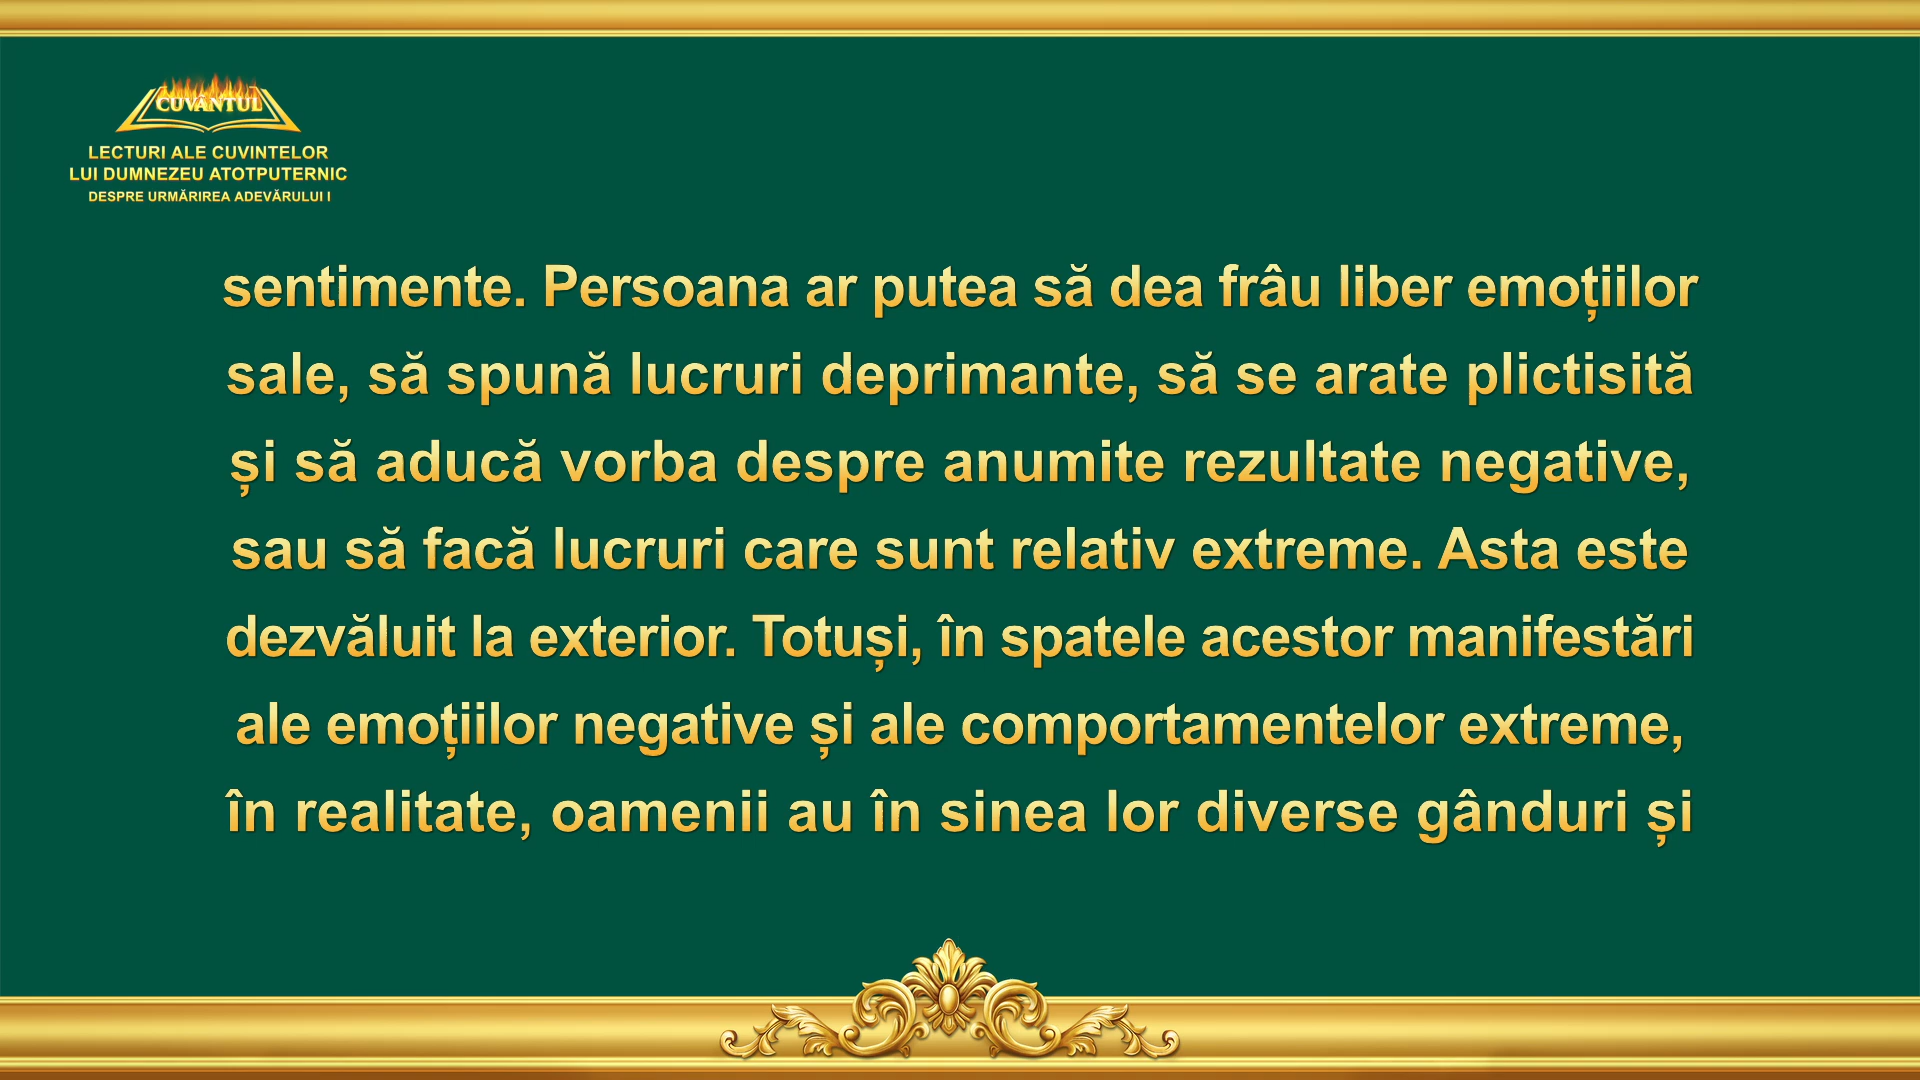 CUVÂNTUL
LECTURI ALE CUVINTELOR
LUI DUMNEZEU ATOTPUTERNIC
DESPRE URMĂRIREA ADEVĂRULUI I
sentimente. Persoana ar putea să dea frâu liber emoțiilor
sale, să spună lucruri deprimante, să se arate plictisită
și să aducă vorba despre anumite rezultate negative,
sau să facă lucruri care sunt relativ extreme. Asta este
dezvăluit la exterior. Totuși, în spatele acestor manifestări
ale emoțiilor negative și ale comportamentelor extreme,
în realitate, oamenii au în sinea lor diverse gânduri și